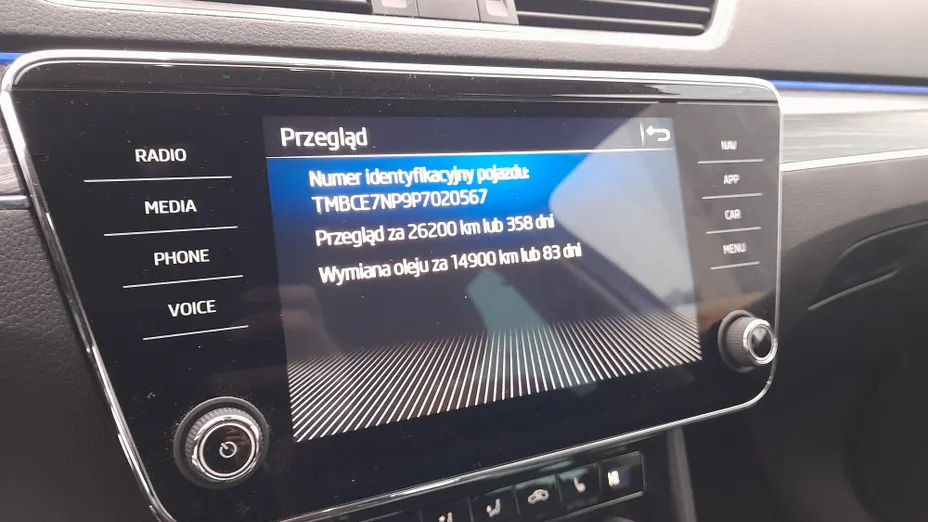 Przegląd
RADIO
MEDIA
PHONE
VOICE
Numer identyfikacyjny pojazdu:
TMBCE7NP9P7020567
Przegląd za 26200 km lub 358 dni
Wymiana oleju za 14900 km lub 83 dni
NAV
APP
CAR
MENU